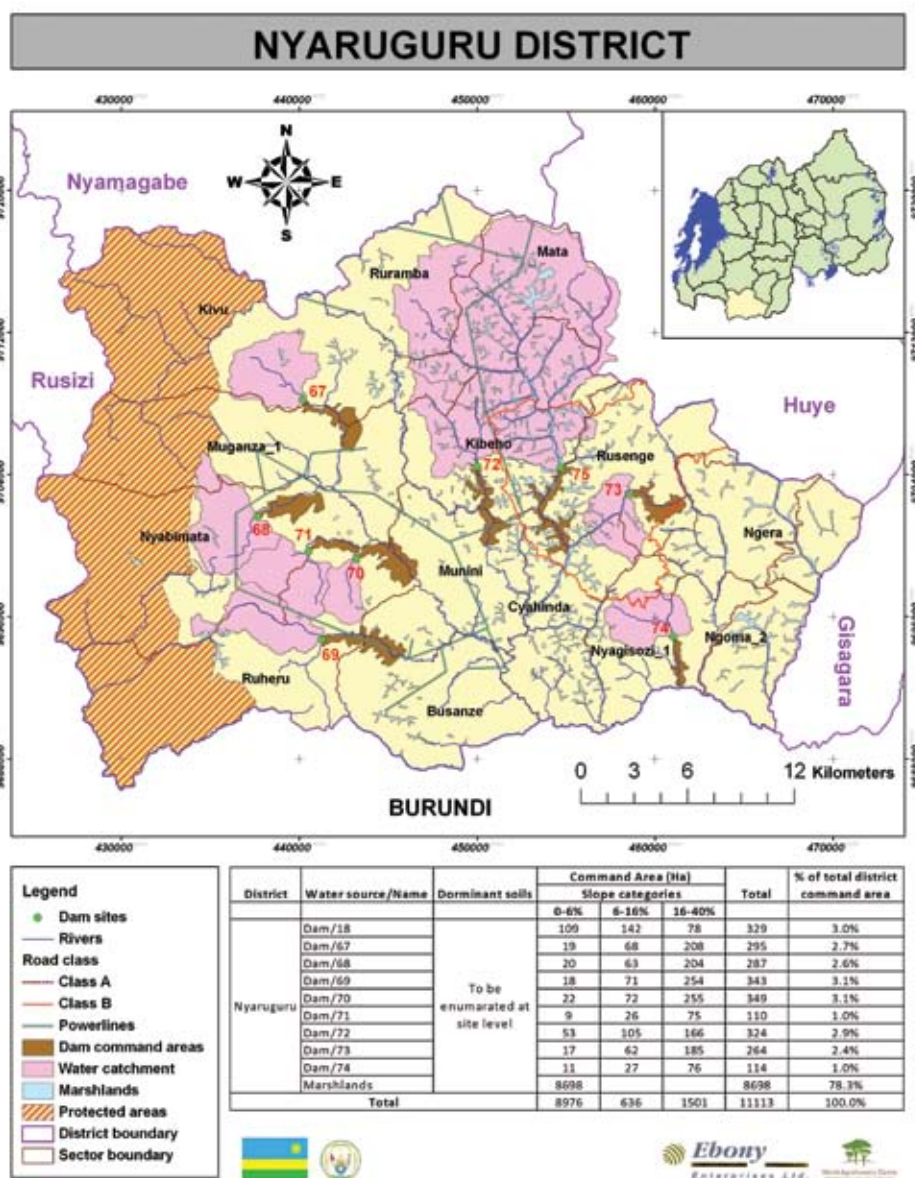 NYARUGURU DISTRICT
430000 440000 450000 460000 470000
N
W E
S
Nyamagabe
Mata
Ruramba
Kivu
Rusizi
67
Huye
Muganza_1
Kibeho
72
75
Rusenge
73
68
71
Nyabimata
Ngera
70
Munini
Cyahinda
74
Ngoma_2
69
Nyagisozi_1
Gisagara
Ruheru
Busanze
0 3 6 12 Kilometers
BURUNDI
430000 440000 450000 460000 470000
Legend
Dam sites
Rivers
Road class
Class A
Class B
Powerlines
Dam command areas
Water catchment
Marshlands
Protected areas
District boundary
Sector boundary
District Water source/Name Dorminant soils Command Area (Ha) Slope categories 0-6% 6-16% 16-40% Total % of total district command area
Nyaruguru
To be enumarated at site level
Dam/18 109 142 78 329 3.0%
Dam/67 19 68 208 295 2.7%
Dam/68 20 63 204 287 2.6%
Dam/69 18 71 254 343 3.1%
Dam/70 22 72 255 349 3.1%
Dam/71 9 26 75 110 1.0%
Dam/72 53 105 166 324 2.9%
Dam/73 17 62 185 264 2.4%
Dam/74 11 27 76 114 1.0%
Marshlands 8698 8698 78.3%
Total 8976 636 1501 11113 100.0%
Ebony
Enterprises Ltd.